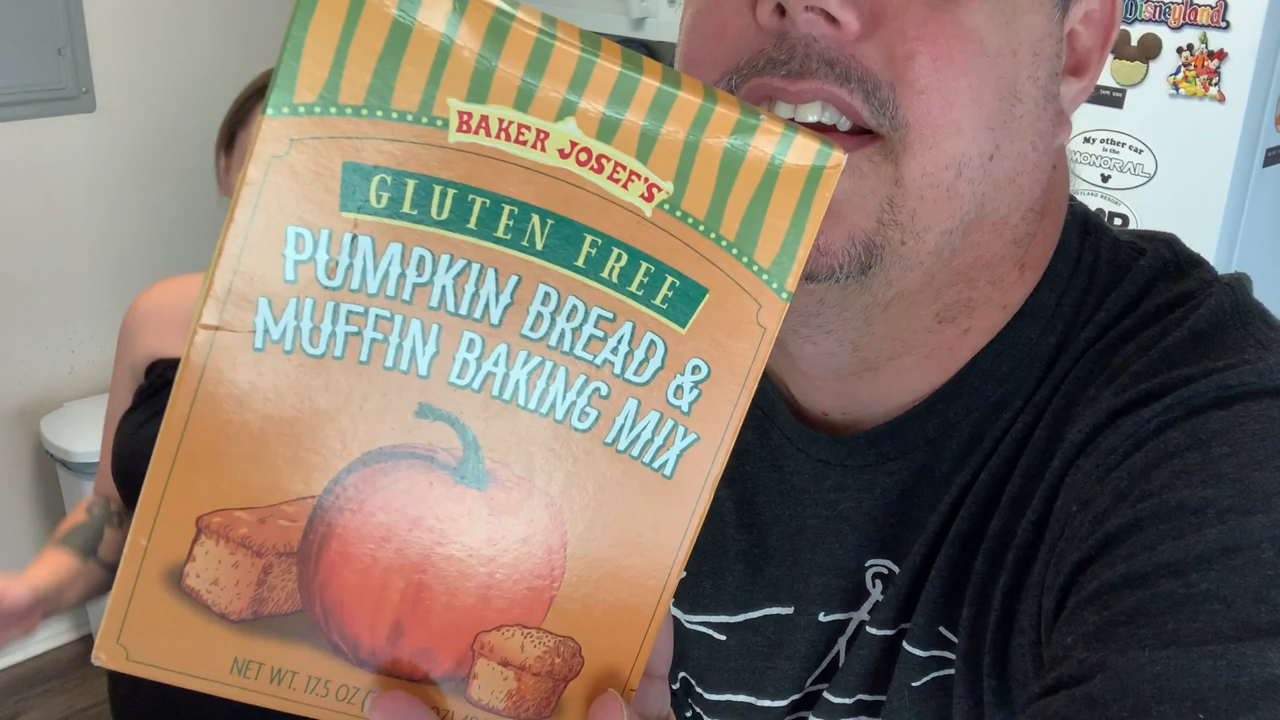 BAKER JOSEF'S
GLUTEN FREE
PUMPKIN BREAD &
MUFFIN BAKING MIX
NET WT. 17.5 OZ
Disneyland
My other car
is the
MONORAIL